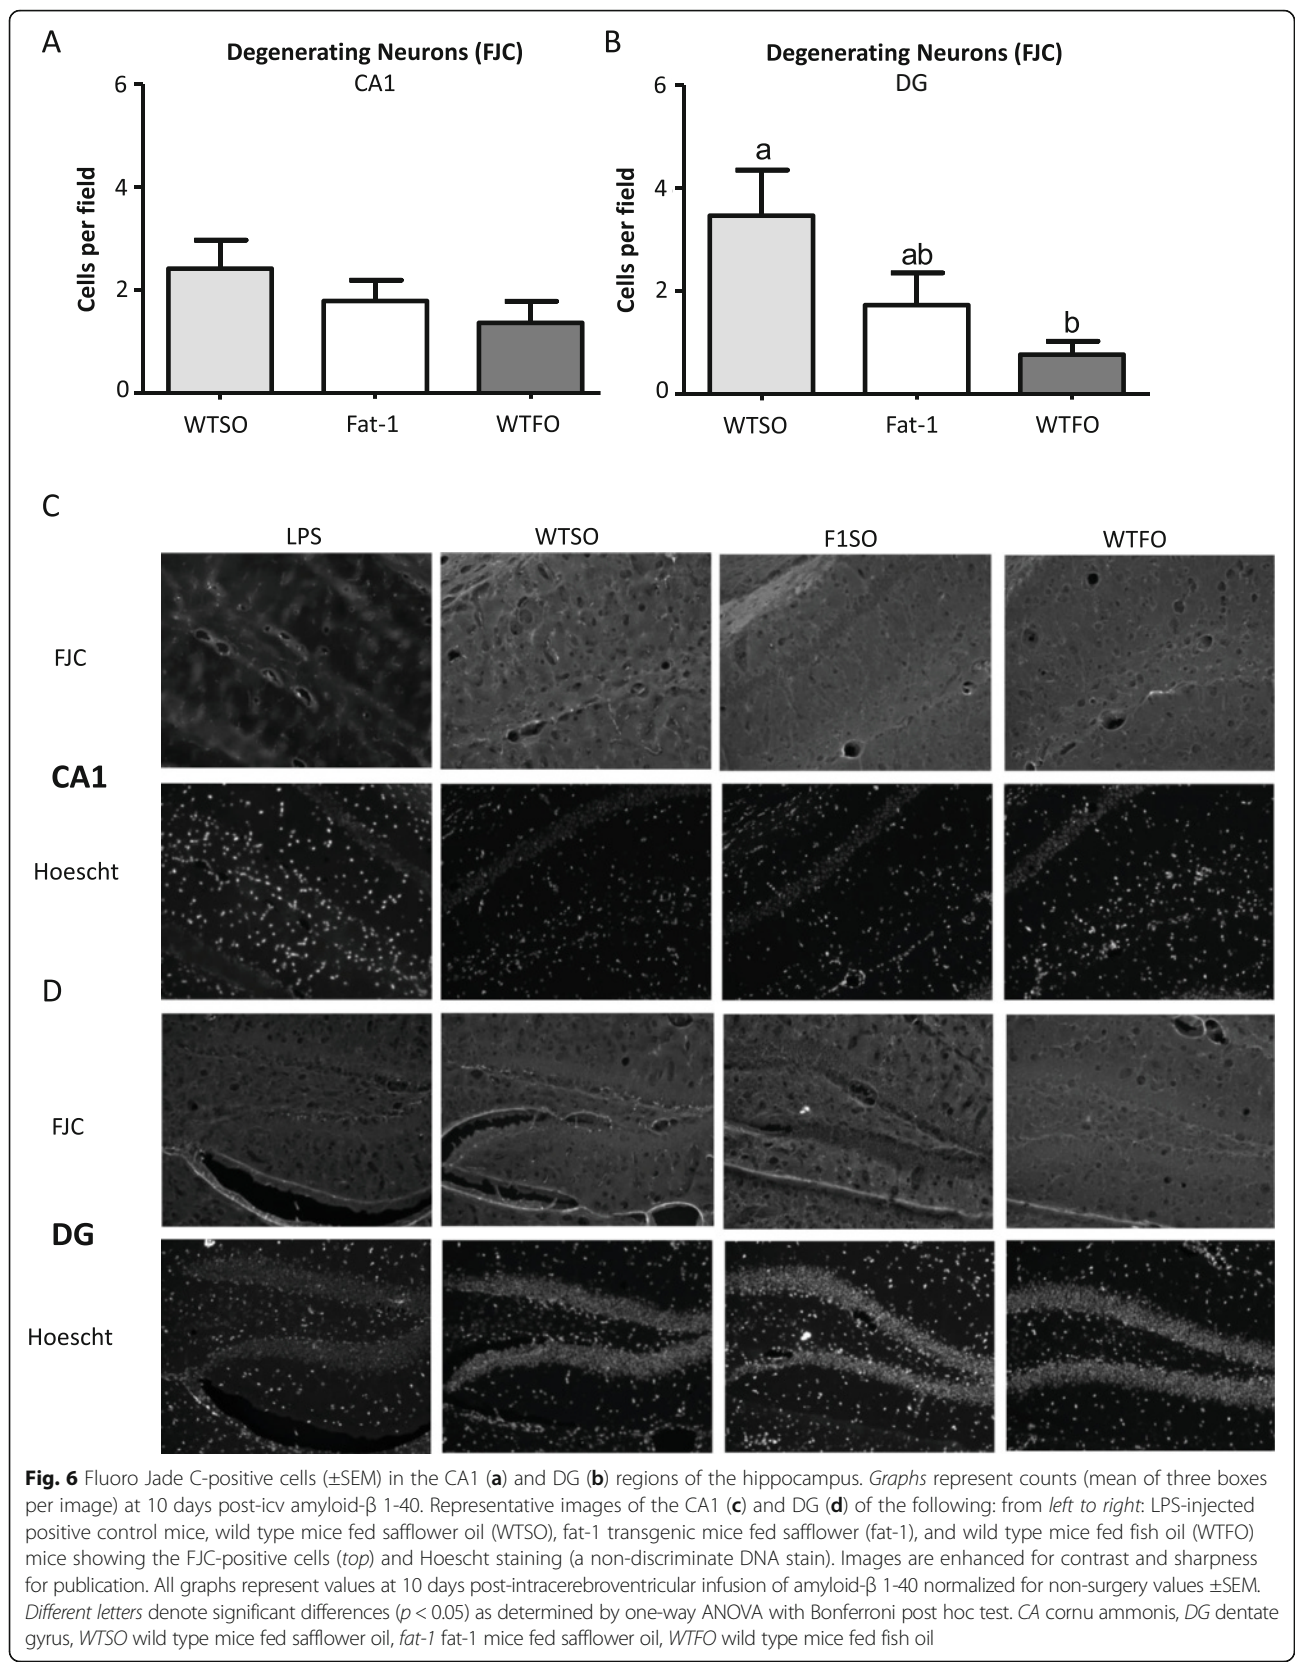 A
Degenerating Neurons (FJC)
CA1
Cells per field
6
4
2
0
WTSO Fat-1 WTFO
B
Degenerating Neurons (FJC)
DG
Cells per field
6
4
2
0
a
ab
b
WTSO Fat-1 WTFO
C
LPS WTSO F1SO WTFO
FJC
CA1
Hoescht
D
FJC
DG
Hoescht
Fig. 6 Fluoro Jade C-positive cells (±SEM) in the CA1 (a) and DG (b) regions of the hippocampus. Graphs represent counts (mean of three boxes
per image) at 10 days post-icv amyloid-β 1-40. Representative images of the CA1 (c) and DG (d) of the following: from left to right: LPS-injected
positive control mice, wild type mice fed safflower oil (WTSO), fat-1 transgenic mice fed safflower (fat-1), and wild type mice fed fish oil (WTFO)
mice showing the FJC-positive cells (top) and Hoescht staining (a non-discriminate DNA stain). Images are enhanced for contrast and sharpness
for publication. All graphs represent values at 10 days post-intracerebroventricular infusion of amyloid-β 1-40 normalized for non-surgery values ±SEM.
Different letters denote significant differences (p < 0.05) as determined by one-way ANOVA with Bonferroni post hoc test. CA cornu ammonis, DG dentate
gyrus, WTSO wild type mice fed safflower oil, fat-1 fat-1 mice fed safflower oil, WTFO wild type mice fed fish oil